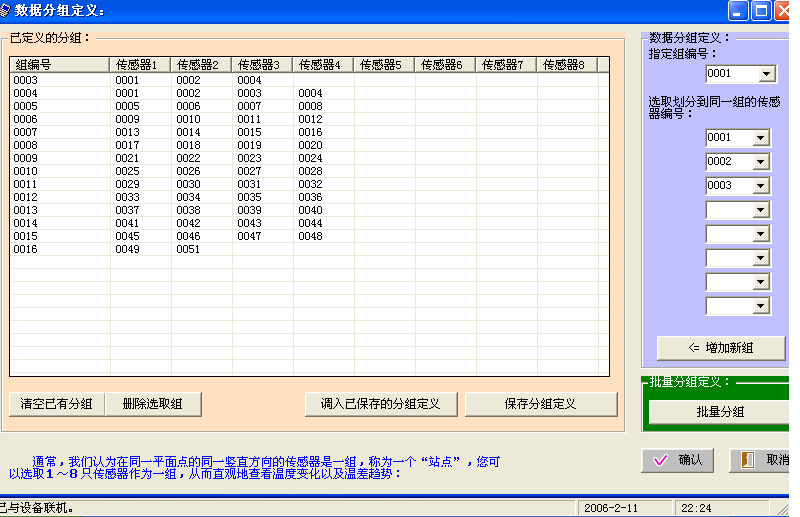 数据分组定义：
已定义的分组：
组编号 传感器1 传感器2 传感器3 传感器4 传感器5 传感器6 传感器7 传感器8
0003 0001 0002 0004
0004 0001 0002 0003 0004
0005 0005 0006 0007 0008
0006 0009 0010 0011 0012
0007 0013 0014 0015 0016
0008 0017 0018 0019 0020
0009 0021 0022 0023 0024
0010 0025 0026 0027 0028
0011 0029 0030 0031 0032
0012 0033 0034 0035 0036
0013 0037 0038 0039 0040
0014 0041 0042 0043 0044
0015 0045 0046 0047 0048
0016 0049 0051
清空已有分组 删除选取组 调入已保存的分组定义 保存分组定义
数据分组定义：
指定组编号：
0001
选取划分到同一组的传感
器编号：
0001
0002
0003
<= 增加新组
批量分组定义：
批量分组
确认 取消
通常，我们认为在同一平面点的同一竖直方向的传感器是一组，称为一个“站点”，您可
以选取1～8只传感器作为一组，从而直观地查看温度变化以及温差趋势：
已与设备联机。 2006-2-11 22:24